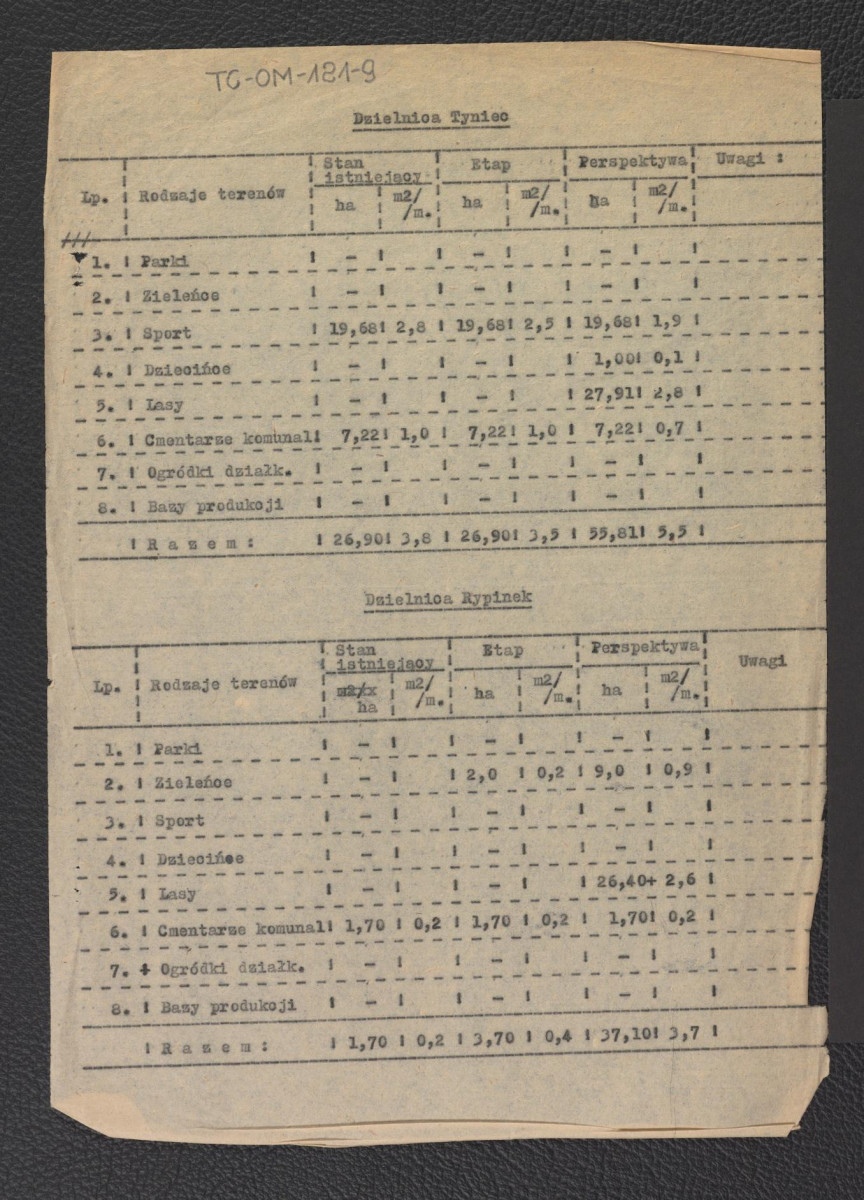 TC-OM-181-9
Dzielnica Tyniec
Lp. Rodzaje terenów Stan istniejący Etap Perspektywa Uwagi :
ha m2/ /m. ha m2/ /m. ha m2/ /m.
1. ! Parki ! - ! ! - ! ! - ! !
2. ! Zieleńce ! - ! ! - ! ! - ! !
3. ! Sport ! 19,68! 2,8 ! 19,68! 2,5 ! 19,68! 1,9 !
4. ! Dziecińce ! - ! ! - ! ! 1,00! 0,1 !
5. ! Lasy ! - ! ! - ! ! 27,91! 2,8 !
6. ! Cmentarze komunal! 7,22! 1,0 ! 7,22! 1,0 ! 7,22! 0,7 !
7. ! Ogródki działk. ! - ! ! - ! ! - ! !
8. ! Bazy produkcji ! - ! ! - ! ! - ! !
! R a z e m : ! 26,90! 3,8 ! 26,90! 3,5 ! 55,81! 5,5 !
Dzielnica Rypinek
Lp. Rodzaje terenów Stan istniejący Etap Perspektywa Uwagi
m2/x ha m2/ /m. ha m2/ /m. ha m2/ /m.
1. ! Parki ! - ! ! - ! ! - ! !
2. ! Zieleńce ! - ! ! 2,0 ! 0,2 ! 9,0 ! 0,9 !
3. ! Sport ! - ! ! - ! ! - ! !
4. ! Dziecińce ! - ! ! - ! ! - ! !
5. ! Lasy ! - ! ! - ! ! 26,40+ 2,6 !
6. ! Cmentarze komunal! 1,70 ! 0,2 ! 1,70 ! 0,2 ! 1,70! 0,2 !
7. + Ogródki działk. ! - ! ! - ! ! - ! !
8. ! Bazy produkcji ! - ! ! - ! ! - ! !
! R a z e m : ! 1,70 ! 0,2 ! 3,70 ! 0,4 ! 37,10! 3,7 !